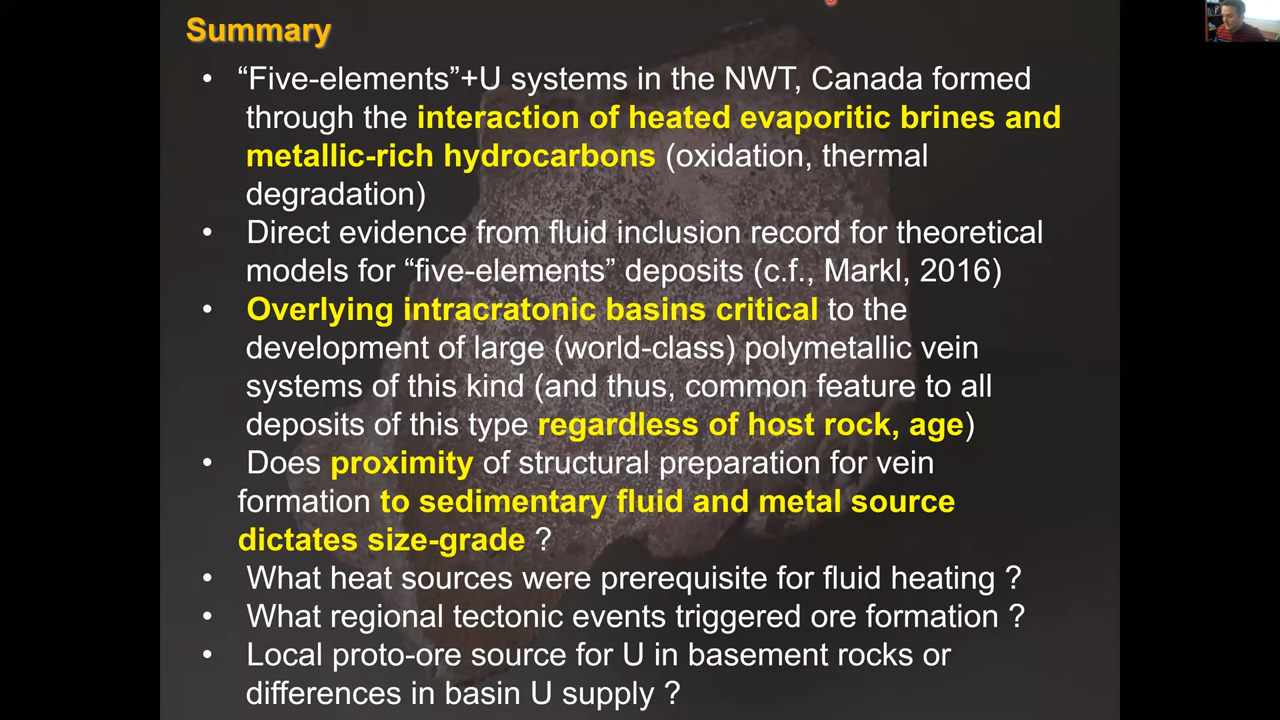 Summary
• “Five-elements”+U systems in the NWT, Canada formed
through the interaction of heated evaporitic brines and
metallic-rich hydrocarbons (oxidation, thermal
degradation)
• Direct evidence from fluid inclusion record for theoretical
models for “five-elements” deposits (c.f., Markl, 2016)
• Overlying intracratonic basins critical to the
development of large (world-class) polymetallic vein
systems of this kind (and thus, common feature to all
deposits of this type regardless of host rock, age)
• Does proximity of structural preparation for vein
formation to sedimentary fluid and metal source
dictates size-grade ?
• What heat sources were prerequisite for fluid heating ?
• What regional tectonic events triggered ore formation ?
• Local proto-ore source for U in basement rocks or
differences in basin U supply ?